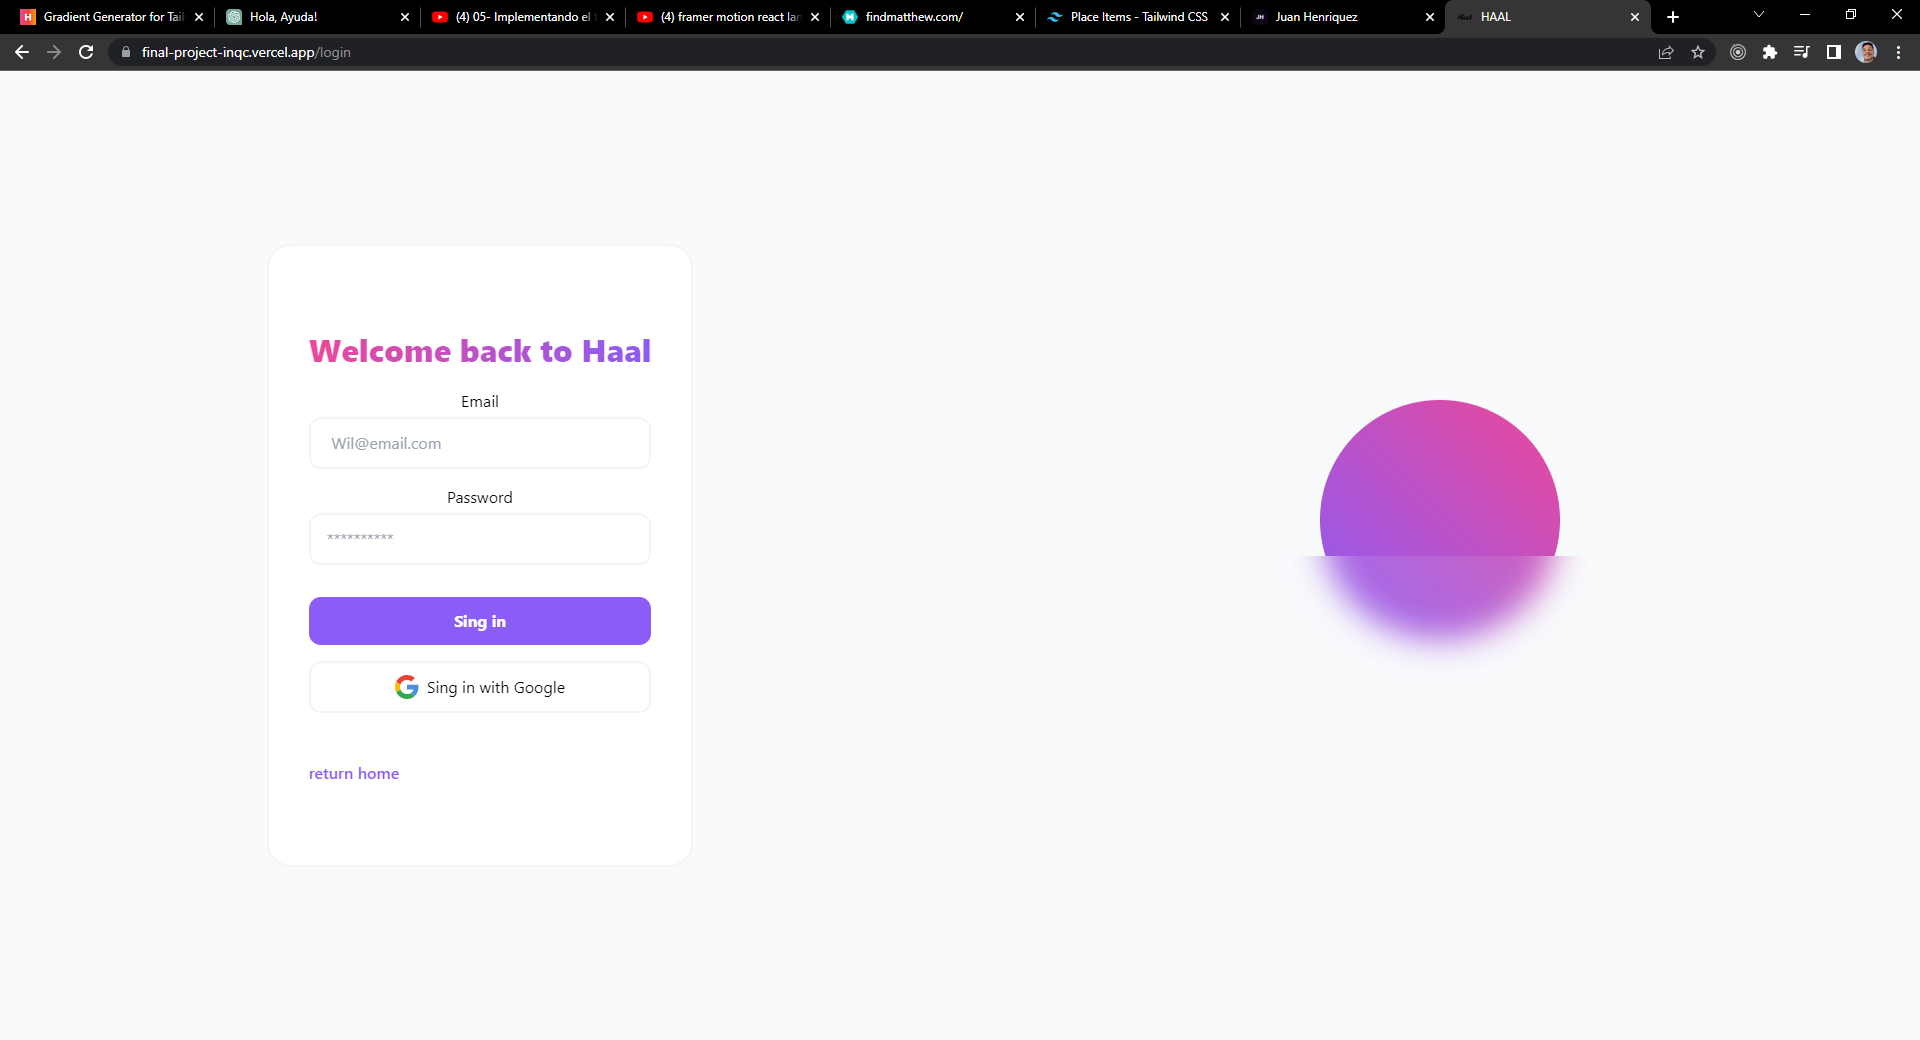 Gradient Generator for Tail
Hola, Ayuda!
(4) 05- Implementando el
(4) framer motion react lan
findmatthew.com/
Place Items - Tailwind CSS
JH Juan Henriquez
HAAL
final-project-inqc.vercel.app/login
Welcome back to Haal
Email
Wil@email.com
Password
**********
Sing in
Sing in with Google
return home